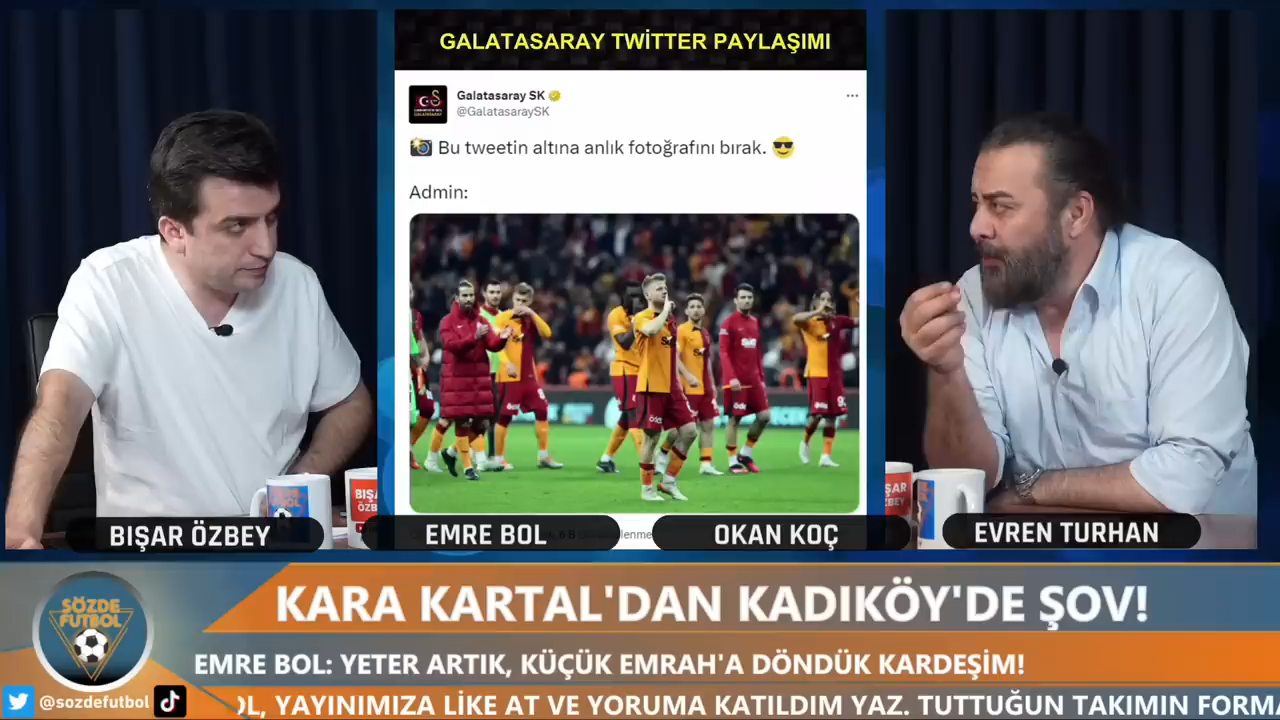 GALATASARAY TWİTTER PAYLAŞIMI
Galatasaray SK
@GalatasaraySK
Bu tweetin altına anlık fotoğrafını bırak.
Admin:
BIŞAR ÖZBEY
EMRE BOL
OKAN KOÇ
EVREN TURHAN
KARA KARTAL'DAN KADIKÖY'DE ŞOV!
SÖZDE
FUTBOL
EMRE BOL: YETER ARTIK, KÜÇÜK EMRAH'A DÖNDÜK KARDEŞİM!
@sozdefutbol
OL, YAYINIMIZA LİKE AT VE YORUMA KATILDIM YAZ. TUTTUĞUN TAKIMIN FORMA